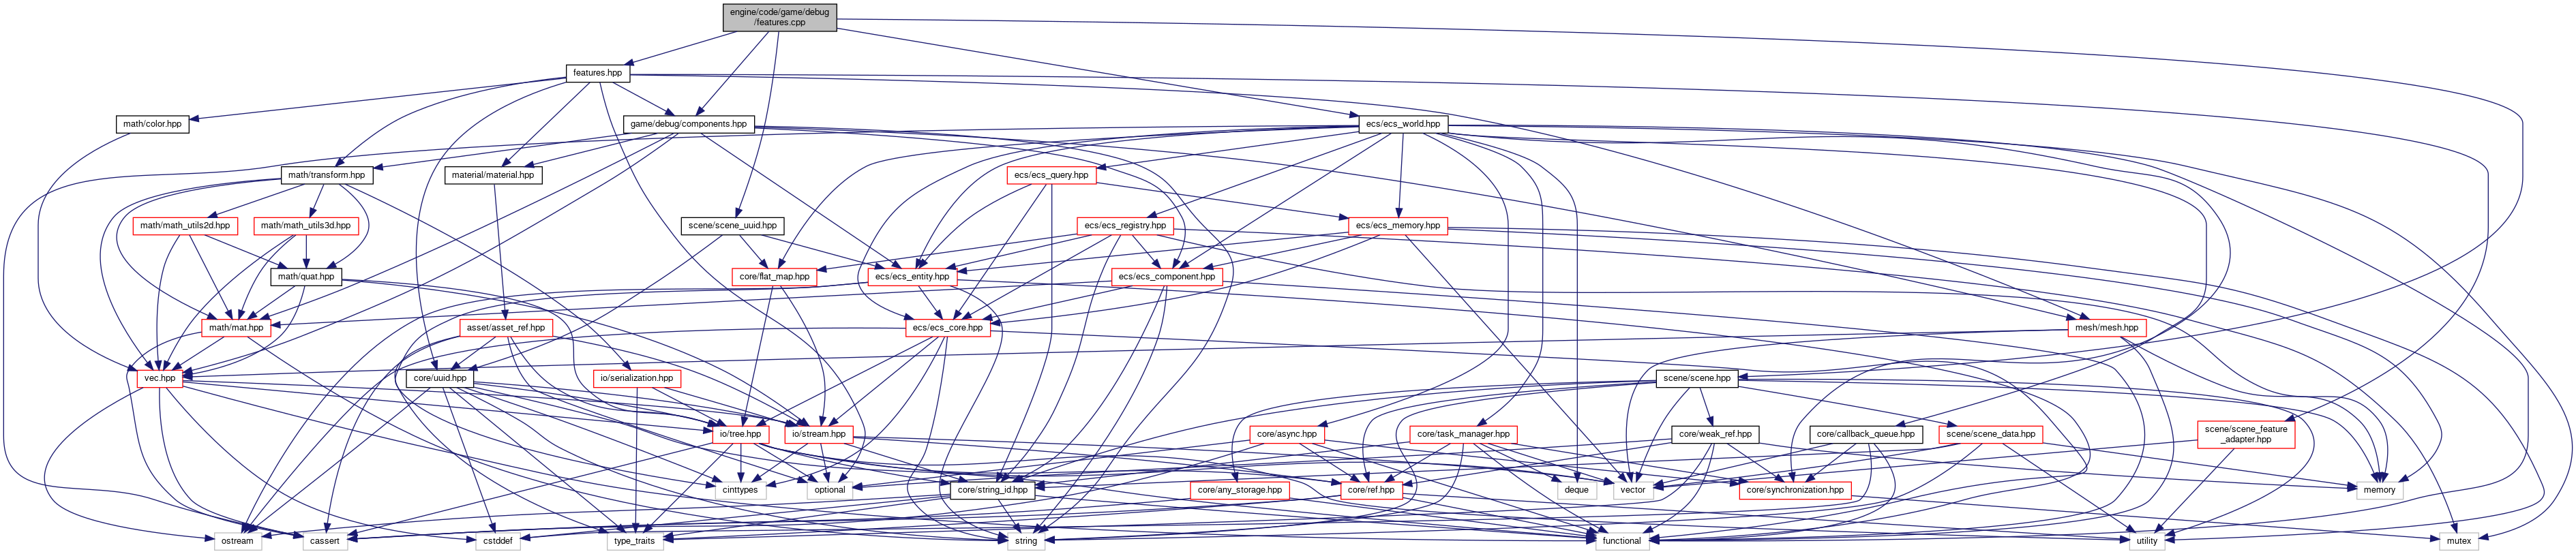 engine/code/game/debug
/features.cpp
features.hpp
math/color.hpp
game/debug/components.hpp
ecs/ecs_world.hpp
math/transform.hpp
material/material.hpp
ecs/ecs_query.hpp
math/math_utils2d.hpp
math/math_utils3d.hpp
scene/scene_uuid.hpp
ecs/ecs_registry.hpp
ecs/ecs_memory.hpp
math/quat.hpp
core/flat_map.hpp
ecs/ecs_entity.hpp
ecs/ecs_component.hpp
math/mat.hpp
asset/asset_ref.hpp
ecs/ecs_core.hpp
mesh/mesh.hpp
vec.hpp
core/uuid.hpp
io/serialization.hpp
scene/scene.hpp
io/tree.hpp
io/stream.hpp
core/async.hpp
core/task_manager.hpp
core/weak_ref.hpp
core/callback_queue.hpp
scene/scene_data.hpp
scene/scene_feature
_adapter.hpp
cinttypes
optional
core/string_id.hpp
core/any_storage.hpp
core/ref.hpp
deque
vector
core/synchronization.hpp
memory
ostream
cassert
cstddef
type_traits
string
functional
utility
mutex